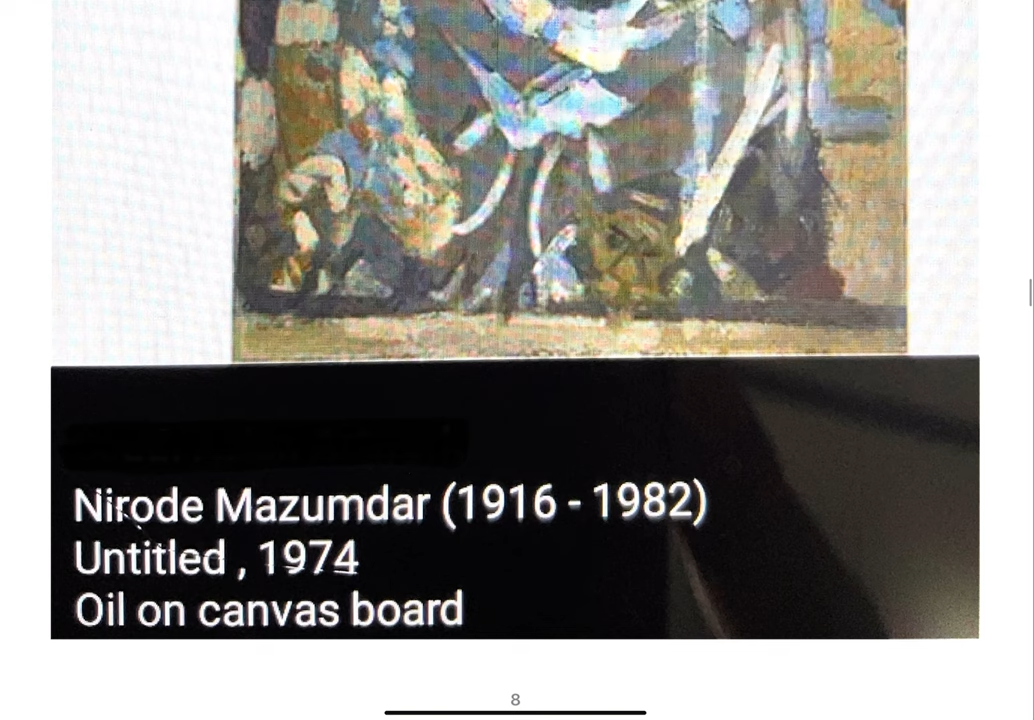 Nirode Mazumdar (1916 - 1982)
Untitled , 1974
Oil on canvas board
8